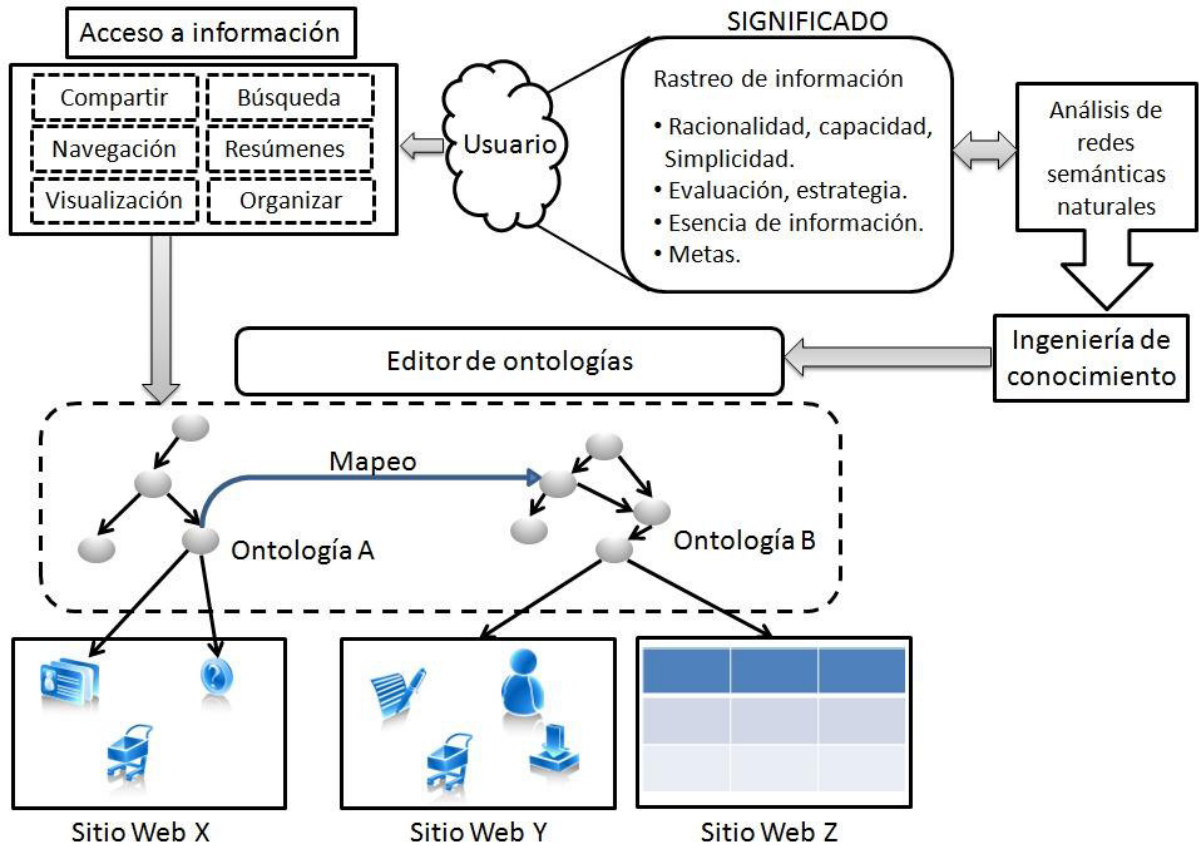 Acceso a información
Compartir
Búsqueda
Navegación
Resúmenes
Visualización
Organizar
Usuario
SIGNIFICADO
Rastreo de información
• Racionalidad, capacidad,
Simplicidad.
• Evaluación, estrategia.
• Esencia de información.
• Metas.
Análisis de
redes
semánticas
naturales
Ingeniería de
conocimiento
Editor de ontologías
Mapeo
Ontología A
Ontología B
Sitio Web X
Sitio Web Y
Sitio Web Z